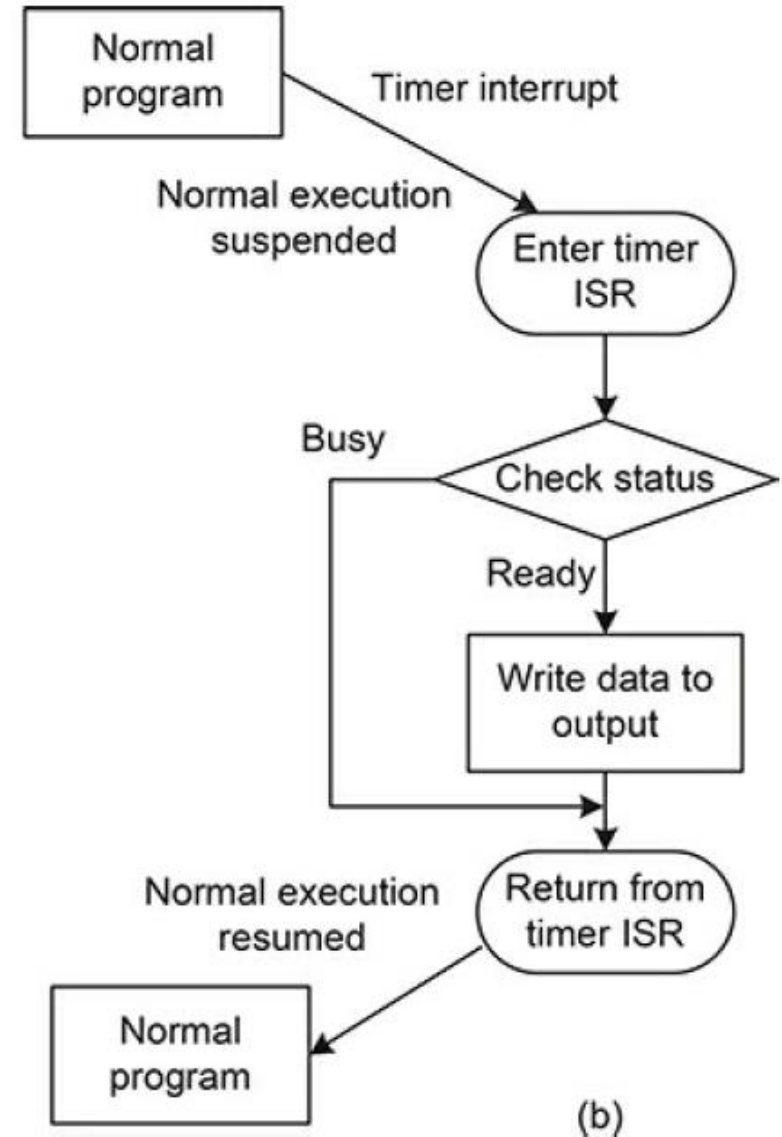 Normal
program
Timer interrupt
Normal execution
suspended
Enter timer
ISR
Busy
Check status
Ready
Write data to
output
Normal execution
resumed
Return from
timer ISR
Normal
program
(b)